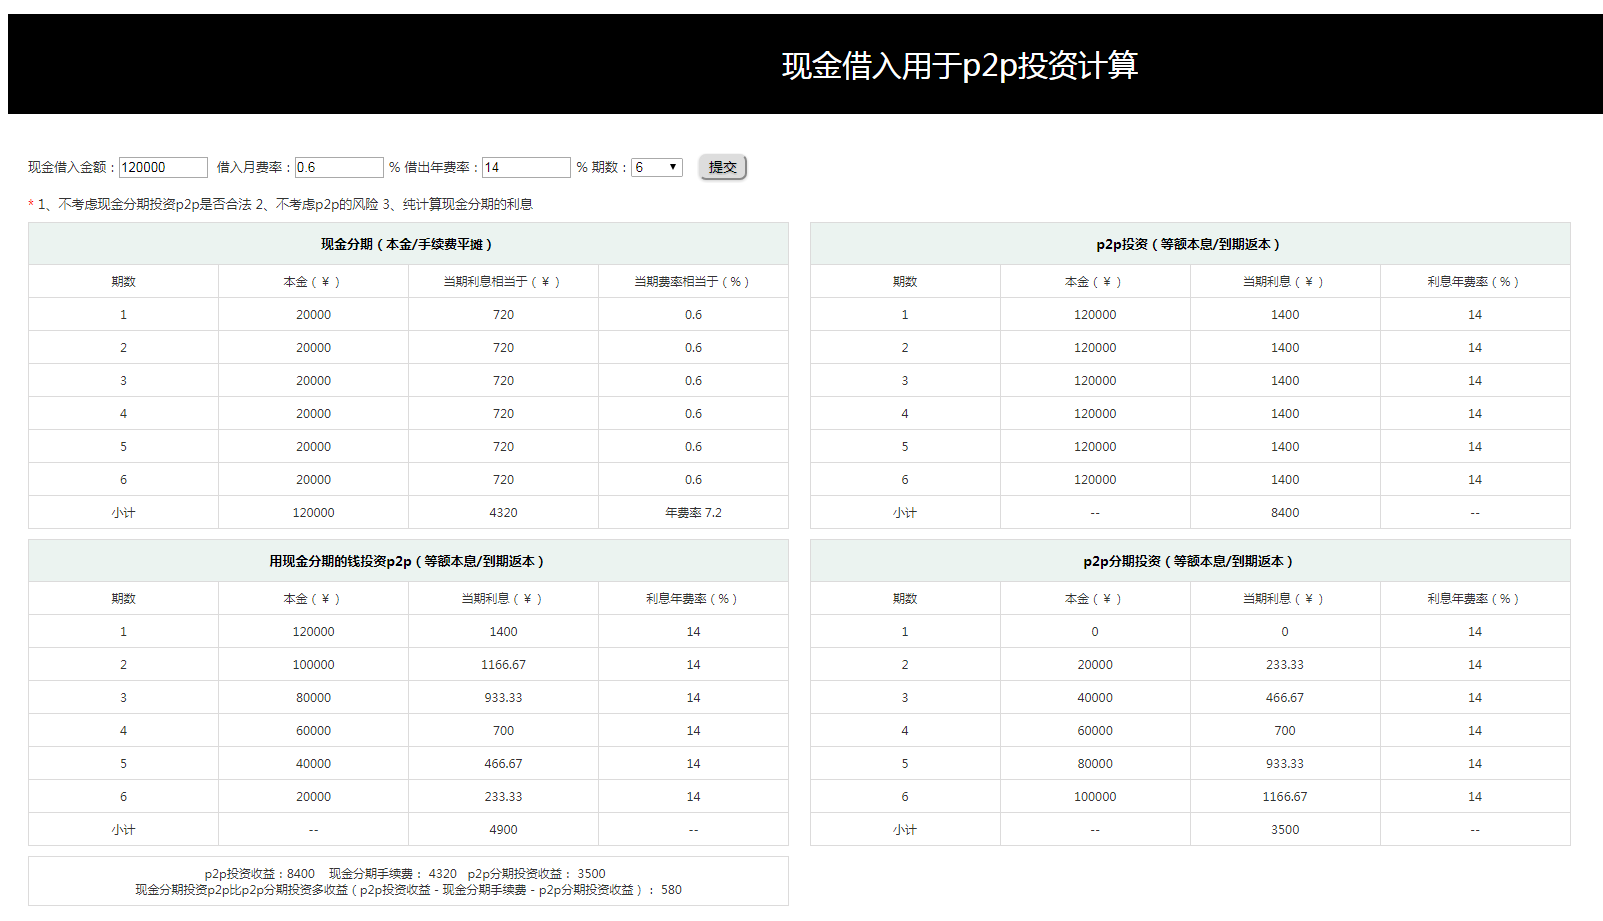 现金借入用于p2p投资计算
现金借入金额：120000 借入月费率：0.6 % 借出年费率：14 % 期数：6 提交
* 1、不考虑现金分期投资p2p是否合法 2、不考虑p2p的风险 3、纯计算现金分期的利息
现金分期（本金/手续费平摊）
期数 本金（¥） 当期利息相当于（¥） 当期费率相当于（%）
1 20000 720 0.6
2 20000 720 0.6
3 20000 720 0.6
4 20000 720 0.6
5 20000 720 0.6
6 20000 720 0.6
小计 120000 4320 年费率 7.2
p2p投资（等额本息/到期返本）
期数 本金（¥） 当期利息（¥） 利息年费率（%）
1 120000 1400 14
2 120000 1400 14
3 120000 1400 14
4 120000 1400 14
5 120000 1400 14
6 120000 1400 14
小计 -- 8400 --
用现金分期的钱投资p2p（等额本息/到期返本）
期数 本金（¥） 当期利息（¥） 利息年费率（%）
1 120000 1400 14
2 100000 1166.67 14
3 80000 933.33 14
4 60000 700 14
5 40000 466.67 14
6 20000 233.33 14
小计 -- 4900 --
p2p分期投资（等额本息/到期返本）
期数 本金（¥） 当期利息（¥） 利息年费率（%）
1 0 0 14
2 20000 233.33 14
3 40000 466.67 14
4 60000 700 14
5 80000 933.33 14
6 100000 1166.67 14
小计 -- 3500 --
p2p投资收益：8400 现金分期手续费： 4320 p2p分期投资收益： 3500
现金分期投资p2p比p2p分期投资多收益（p2p投资收益 - 现金分期手续费 - p2p分期投资收益）： 580